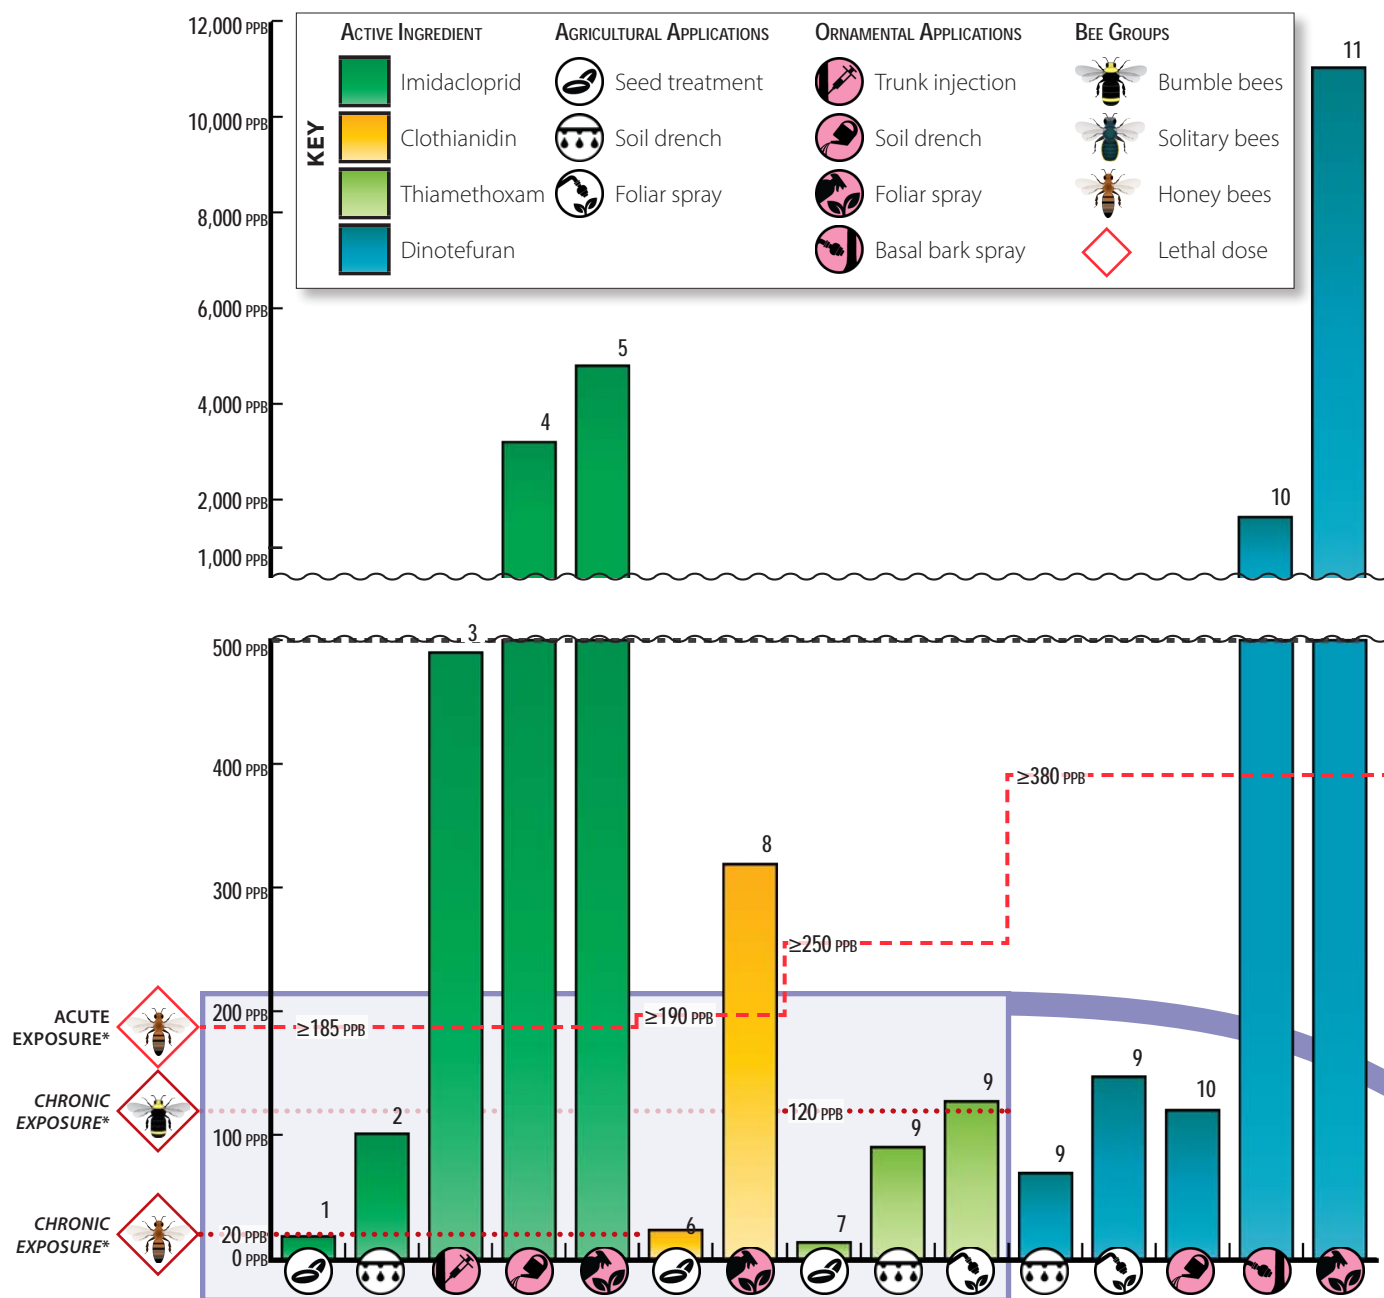 12,000 PPB
10,000 PPB
8,000 PPB
6,000 PPB
4,000 PPB
2,000 PPB
1,000 PPB
KEY
ACTIVE INGREDIENT
Imidacloprid
Clothianidin
Thiamethoxam
Dinotefuran
AGRICULTURAL APPLICATIONS
Seed treatment
Soil drench
Foliar spray
ORNAMENTAL APPLICATIONS
Trunk injection
Soil drench
Foliar spray
Basal bark spray
BEE GROUPS
Bumble bees
Solitary bees
Honey bees
Lethal dose
11
5
4
10
500 PPB
400 PPB
300 PPB
200 PPB
100 PPB
20 PPB
0 PPB
3
≥380 PPB
8
≥250 PPB
ACUTE
EXPOSURE*
≥185 PPB
≥190 PPB
CHRONIC
EXPOSURE*
120 PPB
CHRONIC
EXPOSURE*
1
2
6
7
9
9
9
9
10